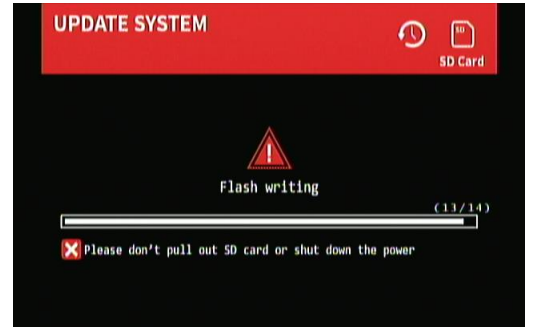 UPDATE SYSTEM
SD
SD Card
!
Flash writing
(13/14)
Please don't pull out SD card or shut down the power